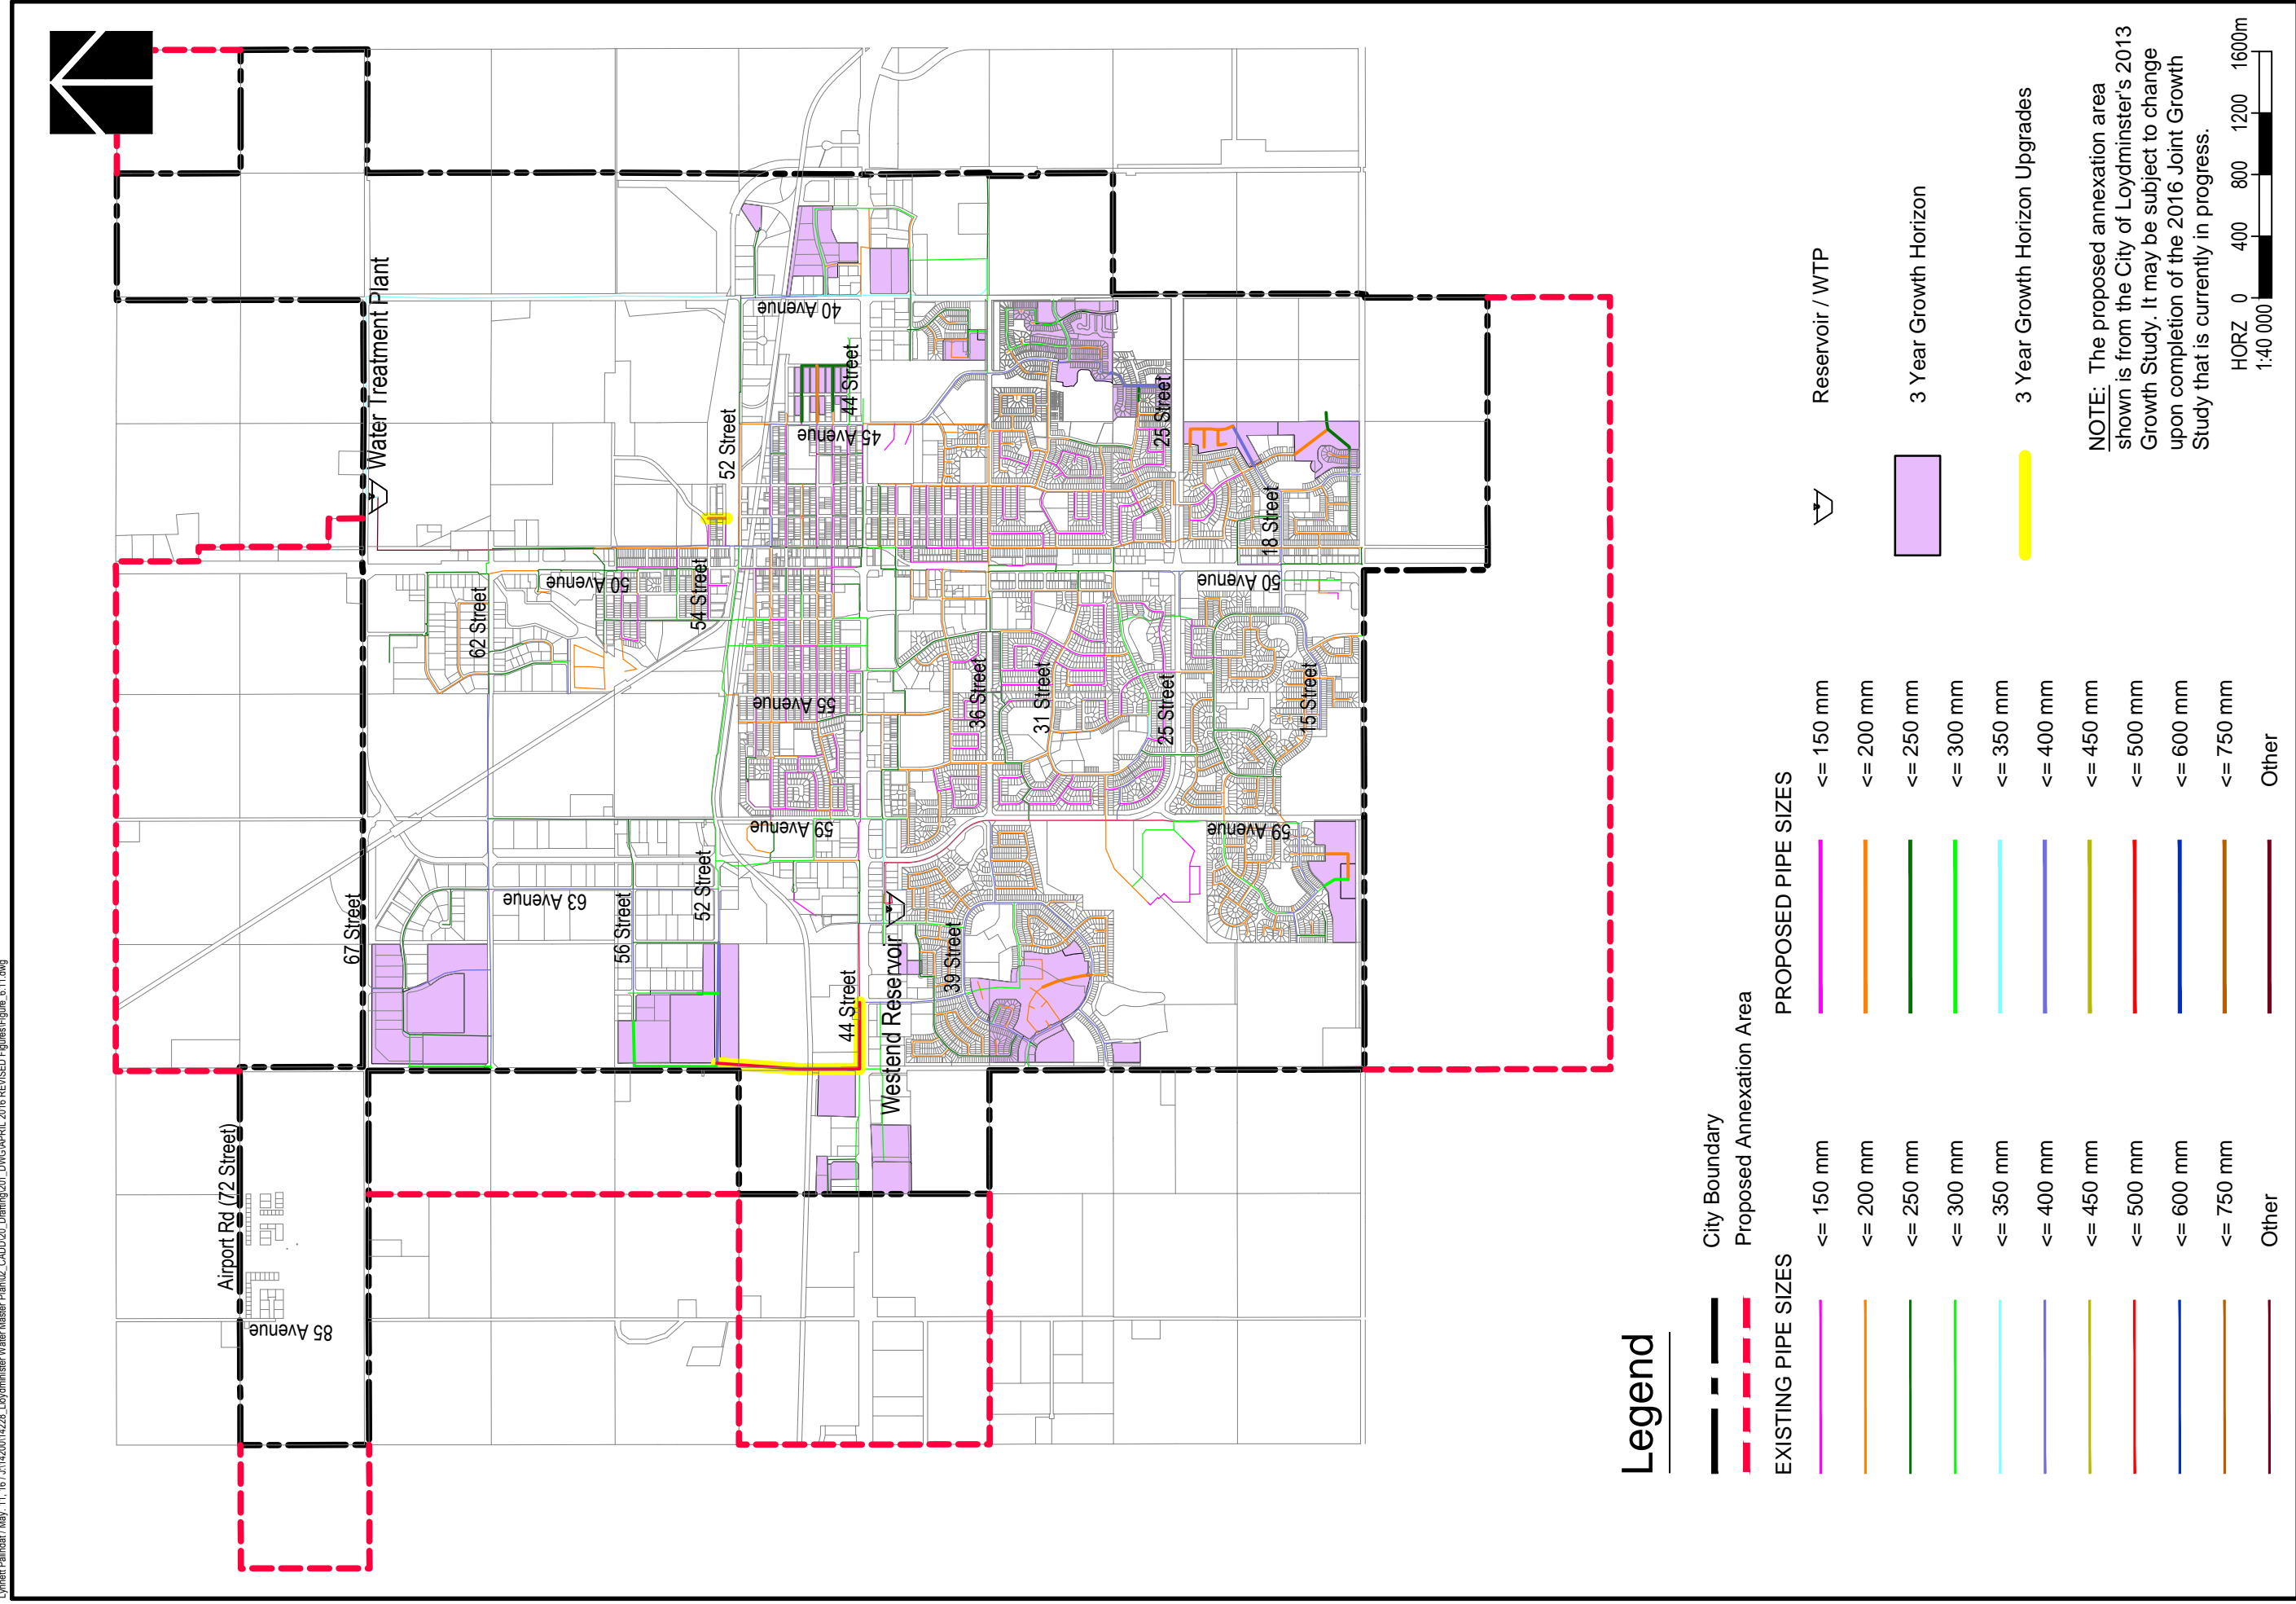 Water Treatment Plant
40 Avenue
44 Street
45 Avenue
52 Street
25 Street
18 Street
50 Avenue
54 Street
62 Street
50 Avenue
55 Avenue
36 Street
31 Street
25 Street
15 Street
59 Avenue
59 Avenue
63 Avenue
52 Street
56 Street
67 Street
44 Street
39 Street
Westend Reservoir
Airport Rd (72 Street)
85 Avenue
Legend
City Boundary
Proposed Annexation Area
EXISTING PIPE SIZES
<= 150 mm
<= 200 mm
<= 250 mm
<= 300 mm
<= 350 mm
<= 400 mm
<= 450 mm
<= 500 mm
<= 600 mm
<= 750 mm
Other
PROPOSED PIPE SIZES
<= 150 mm
<= 200 mm
<= 250 mm
<= 300 mm
<= 350 mm
<= 400 mm
<= 450 mm
<= 500 mm
<= 600 mm
<= 750 mm
Other
Reservoir / WTP
3 Year Growth Horizon
3 Year Growth Horizon Upgrades
NOTE: The proposed annexation area
shown is from the City of Loydminster's 2013
Growth Study. It may be subject to change
upon completion of the 2016 Joint Growth
Study that is currently in progress.
HORZ 0 400 800 1200 1600m
1:40 000